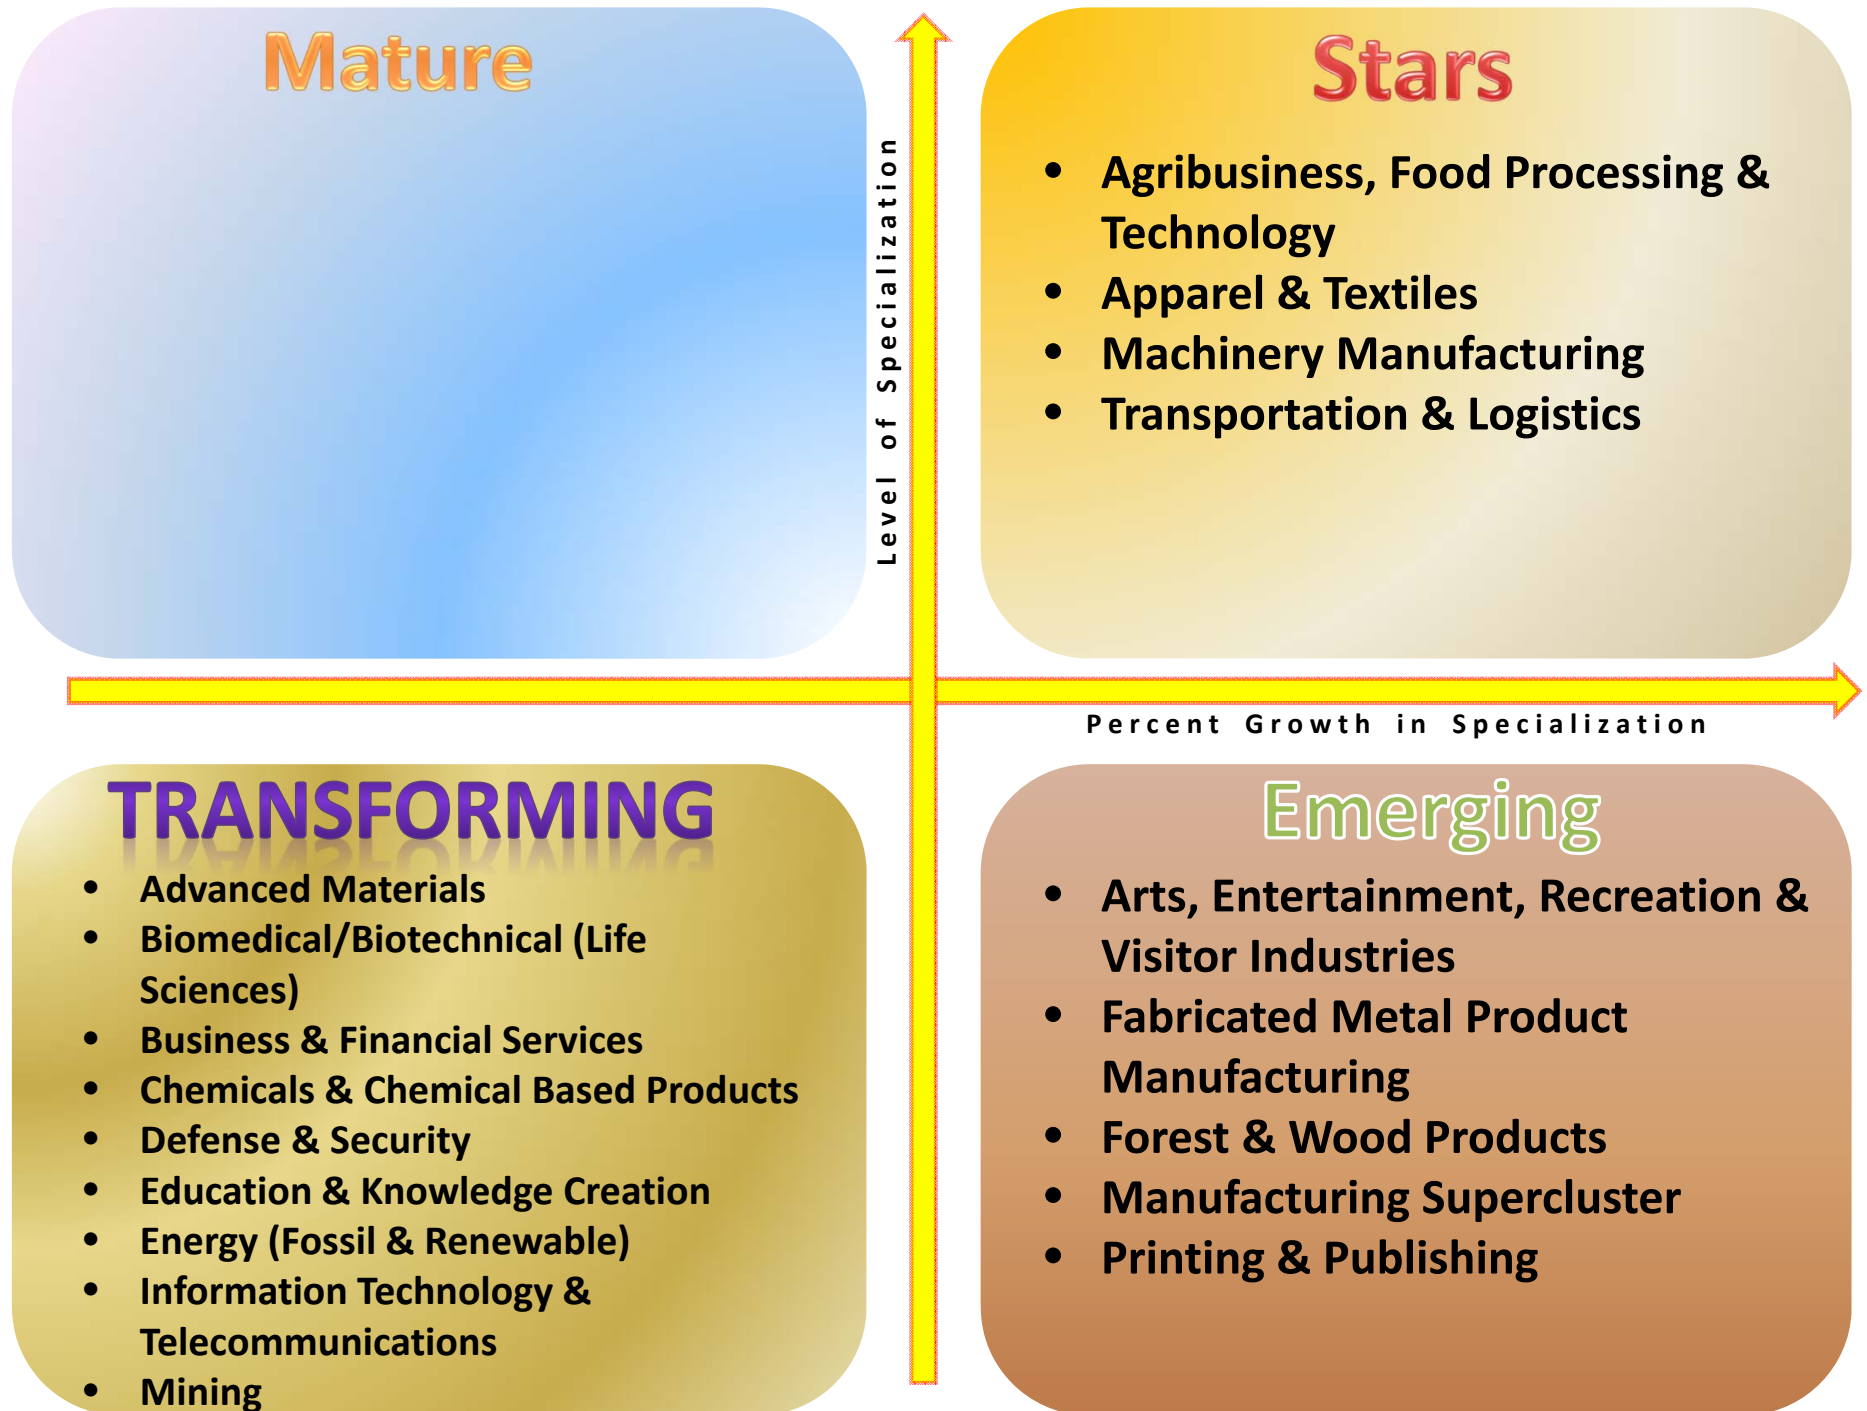 Mature
Level of Specialization
Stars
• Agribusiness, Food Processing &
Technology
• Apparel & Textiles
• Machinery Manufacturing
• Transportation & Logistics
Percent Growth in Specialization
TRANSFORMING
• Advanced Materials
• Biomedical/Biotechnical (Life
Sciences)
• Business & Financial Services
• Chemicals & Chemical Based Products
• Defense & Security
• Education & Knowledge Creation
• Energy (Fossil & Renewable)
• Information Technology &
Telecommunications
• Mining
Emerging
• Arts, Entertainment, Recreation &
Visitor Industries
• Fabricated Metal Product
Manufacturing
• Forest & Wood Products
• Manufacturing Supercluster
• Printing & Publishing